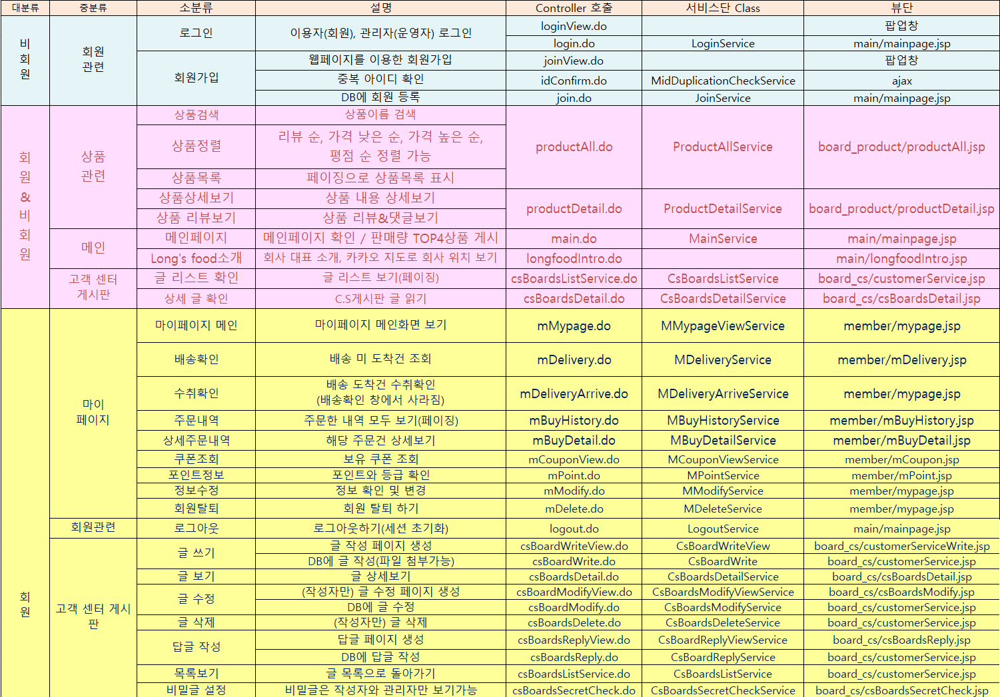 대분류 중분류 소분류 설명 Controller 호출 서비스단 Class 뷰단
비
회
원
회원
관련
로그인 이용자(회원), 관리자(운영자) 로그인 loginView.do 팝업창
login.do LoginService main/mainpage.jsp
회원가입 웹페이지를 이용한 회원가입 joinView.do 팝업창
중복 아이디 확인 idConfirm.do MidDuplicationCheckService ajax
DB에 회원 등록 join.do JoinService main/mainpage.jsp
회
원
&
비
회
원
상품
관련
상품검색 상품이름 검색 productAll.do ProductAllService board_product/productAll.jsp
상품정렬 리뷰 순, 가격 낮은 순, 가격 높은 순,
평점 순 정렬 가능
상품목록 페이징으로 상품목록 표시
상품상세보기 상품 내용 상세보기 productDetail.do ProductDetailService board_product/productDetail.jsp
상품 리뷰보기 상품 리뷰&댓글보기
메인
메인페이지 메인페이지 확인 / 판매량 TOP4상품 게시 main.do MainService main/mainpage.jsp
Long's food소개 회사 대표 소개, 카카오 지도로 회사 위치 보기 longfoodIntro.do main/longfoodIntro.jsp
고객 센터
게시판
글 리스트 확인 글 리스트 보기(페이징) csBoardsListService.do CsBoardsListService board_cs/customerService.jsp
상세 글 확인 C.S게시판 글 읽기 csBoardsDetail.do CsBoardsDetailService board_cs/csBoardsDetail.jsp
회
원
마이
페이지
마이페이지 메인 마이페이지 메인화면 보기 mMypage.do MMypageViewService member/mypage.jsp
배송확인 배송 미 도착건 조회 mDelivery.do MDeliveryService member/mDelivery.jsp
수취확인 배송 도착건 수취확인
(배송확인 창에서 사라짐) mDeliveryArrive.do MDeliveryArriveService member/mypage.jsp
주문내역 주문한 내역 모두 보기(페이징) mBuyHistory.do MBuyHistoryService member/mBuyHistory.jsp
상세주문내역 해당 주문건 상세보기 mBuyDetail.do MBuyDetailService member/mBuyDetail.jsp
쿠폰조회 보유 쿠폰 조회 mCouponView.do MCouponViewService member/mCoupon.jsp
포인트정보 포인트와 등급 확인 mPoint.do MPointService member/mPoint.jsp
정보수정 정보 확인 및 변경 mModify.do MModifyService member/mypage.jsp
회원탈퇴 회원 탈퇴 하기 mDelete.do MDeleteService member/mypage.jsp
회원관련 로그아웃 로그아웃하기(세션 초기화) logout.do LogoutService main/mainpage.jsp
고객 센터 게시
판
글 쓰기 글 작성 페이지 생성 csBoardWriteView.do CsBoardWriteView board_cs/customerServiceWrite.jsp
DB에 글 작성(파일 첨부가능) csBoardWrite.do CsBoardWrite board_cs/customerService.jsp
글 보기 글 상세보기 csBoardsDetail.do CsBoardsDetailService board_cs/csBoardsDetail.jsp
글 수정 (작성자만) 글 수정 페이지 생성 csBoardModifyView.do CsBoardsModifyViewService board_cs/csBoardsModify.jsp
DB에 글 수정 csBoardModify.do CsBoardsModifyService board_cs/customerService.jsp
글 삭제 (작성자만) 글 삭제 csBoardsDelete.do CsBoardsDeleteService board_cs/customerService.jsp
답글 작성 답글 페이지 생성 csBoardsReplyView.do CsBoardReplyViewService board_cs/csBoardsReply.jsp
DB에 답글 작성 csBoardsReply.do CsBoardReplyService board_cs/customerService.jsp
목록보기 글 목록으로 돌아가기 csBoardsListService.do CsBoardsListService board_cs/customerService.jsp
비밀글 설정 비밀글은 작성자와 관리자만 보기가능 csBoardsSecretCheck.do CsBoardsSecretCheckService board_cs/csBoardsSecretCheck.jsp